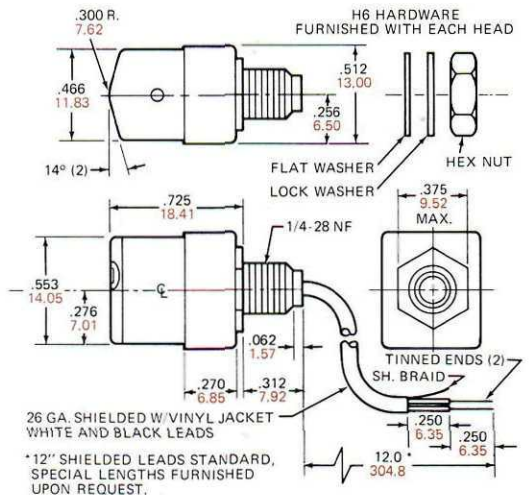 .300 R.
7.62
H6 HARDWARE
FURNISHED WITH EACH HEAD
.466
11.83
.512
13.00
.256
6.50
14° (2)
FLAT WASHER
LOCK WASHER
HEX NUT
.725
18.41
1/4-28 NF
.375
9.52
MAX.
.553
14.05
.276
7.01
℄
.062
1.57
TINNED ENDS (2)
SH. BRAID
.270
6.85
.312
7.92
.250
6.35
.250
6.35
26 GA. SHIELDED W/VINYL JACKET
WHITE AND BLACK LEADS
12.0*
304.8
*12" SHIELDED LEADS STANDARD,
SPECIAL LENGTHS FURNISHED
UPON REQUEST.